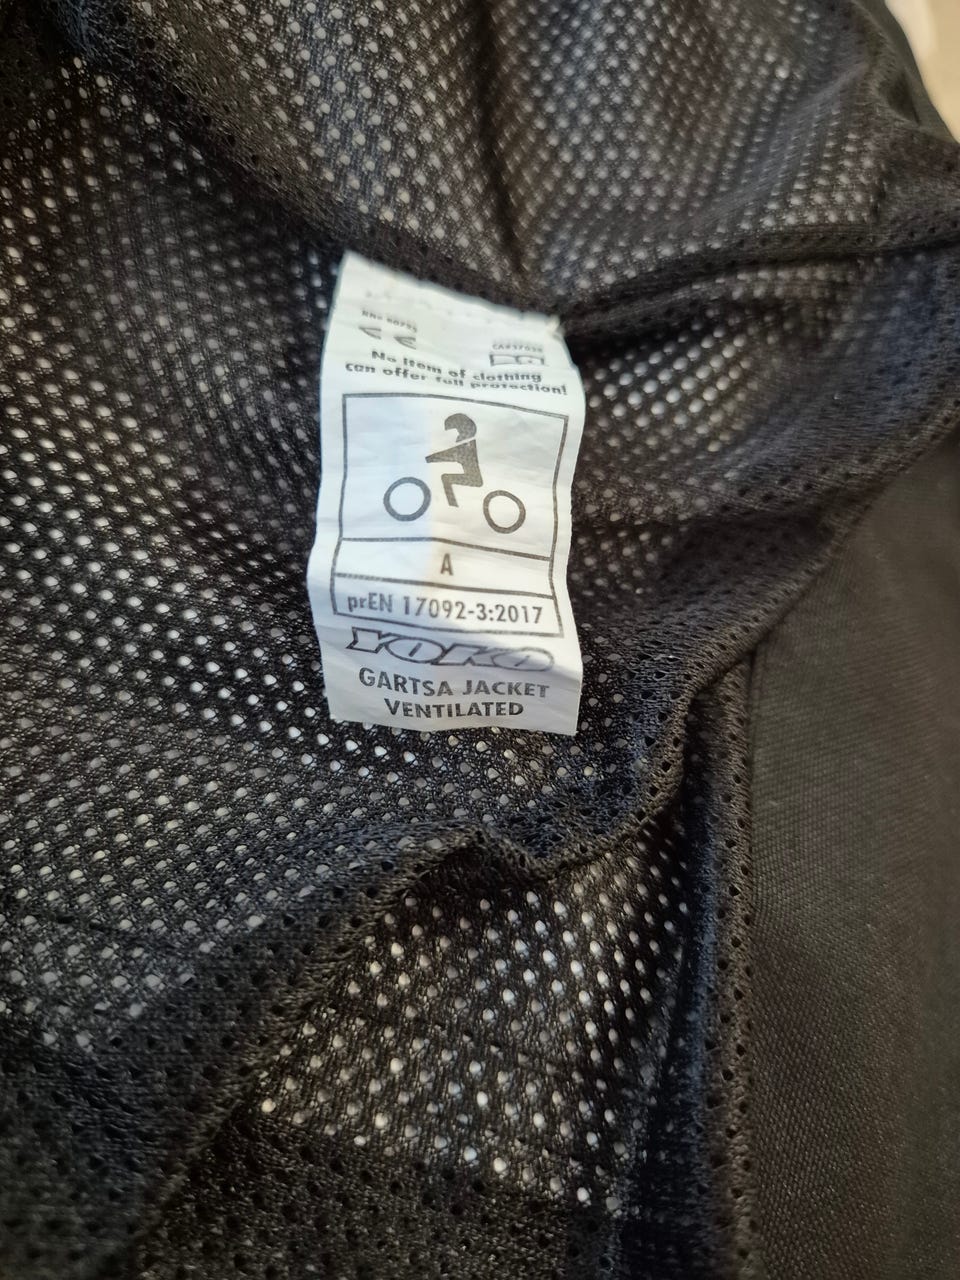 No item of clothing
can offer full protection!
A
prEN 17092-3:2017
YOKO
GARTSA JACKET
VENTILATED